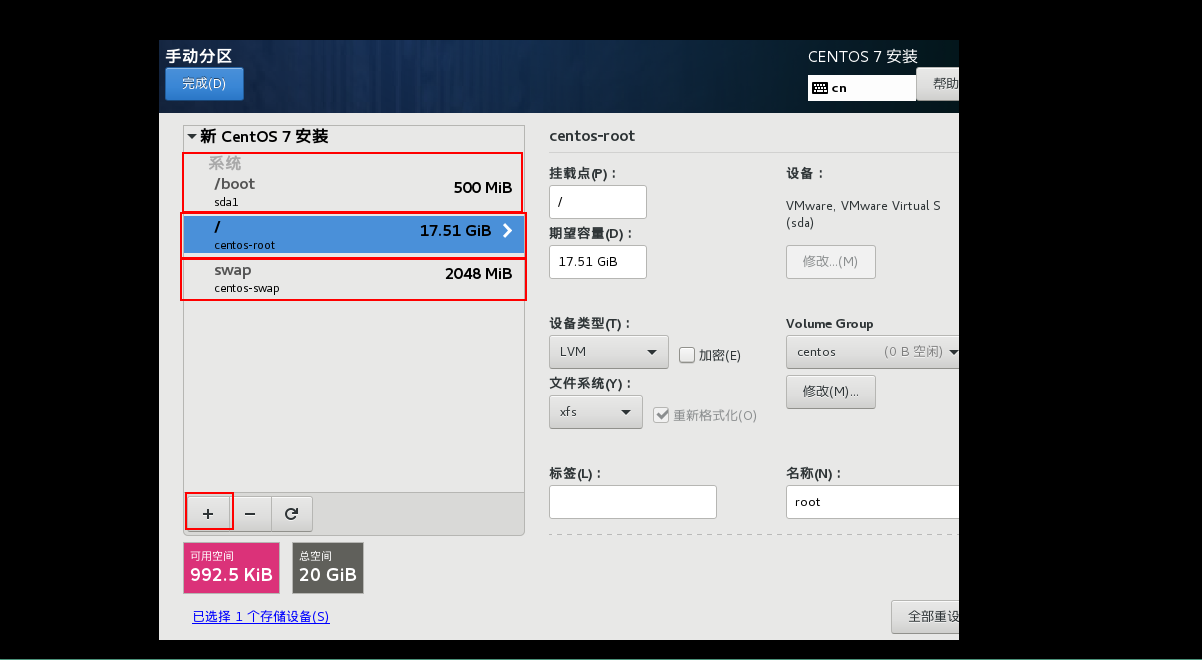 手动分区
完成(D)
CENTOS 7 安装
cn
帮助
新 CentOS 7 安装
系统
/boot
500 MiB
sda1
/
17.51 GiB
centos-root
swap
2048 MiB
centos-swap
+ −
可用空间
992.5 KiB
总空间
20 GiB
已选择 1 个存储设备(S)
centos-root
挂载点(P)：
/
期望容量(D)：
17.51 GiB
设备：
VMware, VMware Virtual S
(sda)
修改...(M)
设备类型(T)：
LVM
加密(E)
文件系统(Y)：
xfs
重新格式化(O)
Volume Group
centos (0 B 空闲)
修改(M)...
标签(L)：
名称(N)：
root
全部重设